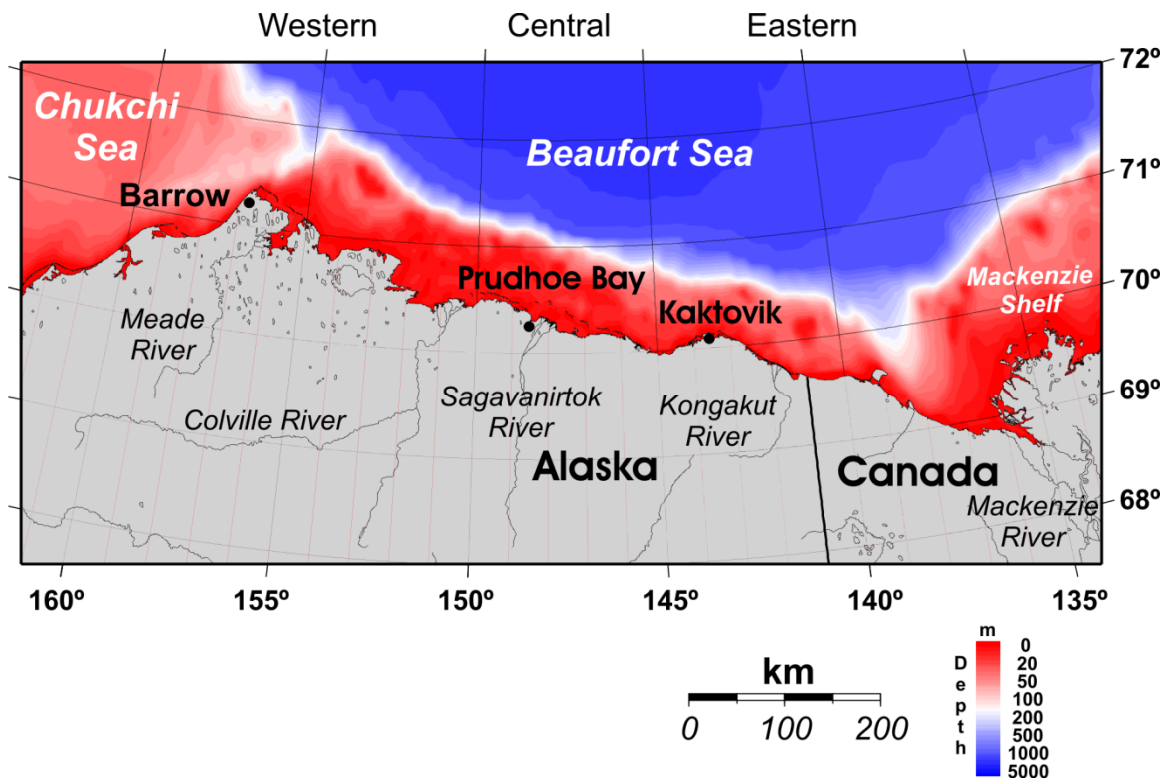 Western Central Eastern
72º
Chukchi
Sea
Beaufort Sea
71º
Barrow
70º
Prudhoe Bay
Mackenzie
Shelf
Kaktovik
Meade
River
69º
Sagavanirtok
River
Kongakut
River
Colville River
Alaska
Canada
68º
Mackenzie
River
160º 155º 150º 145º 140º 135º
m
Depth
0
20
50
100
200
500
1000
5000
km
0 100 200